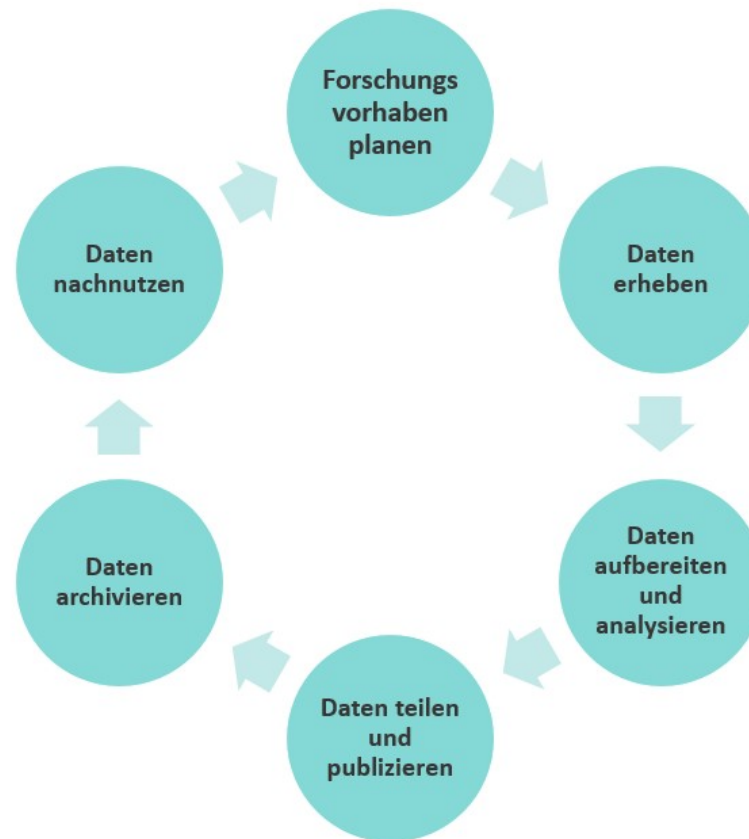 Forschungs
vorhaben
planen
Daten
erheben
Daten
aufbereiten
und
analysieren
Daten teilen
und
publizieren
Daten
archivieren
Daten
nachnutzen